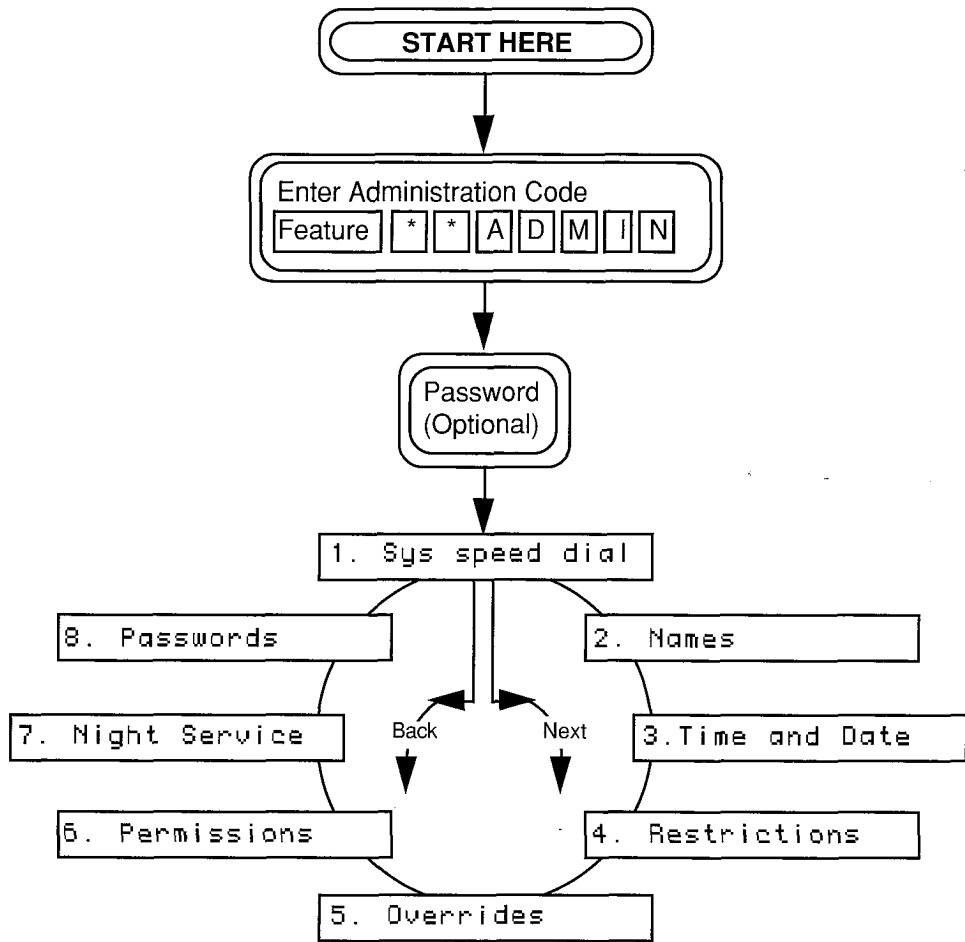 START HERE
Enter Administration Code
Feature * * A D M I N
Password
(Optional)
1. Sys speed dial
8. Passwords
2. Names
7. Night Service
Back
Next
3.Time and Date
6. Permissions
4. Restrictions
5. Overrides